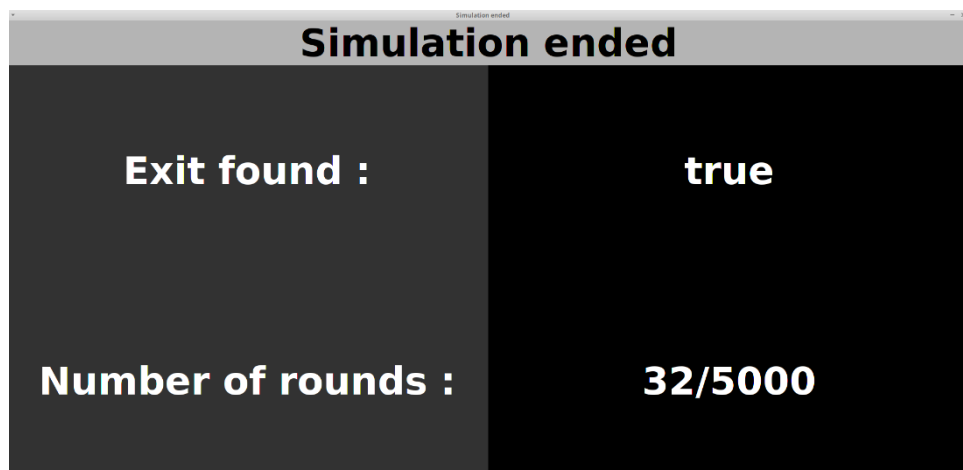 Simulation ended
Simulation ended
Exit found : true
Number of rounds : 32/5000